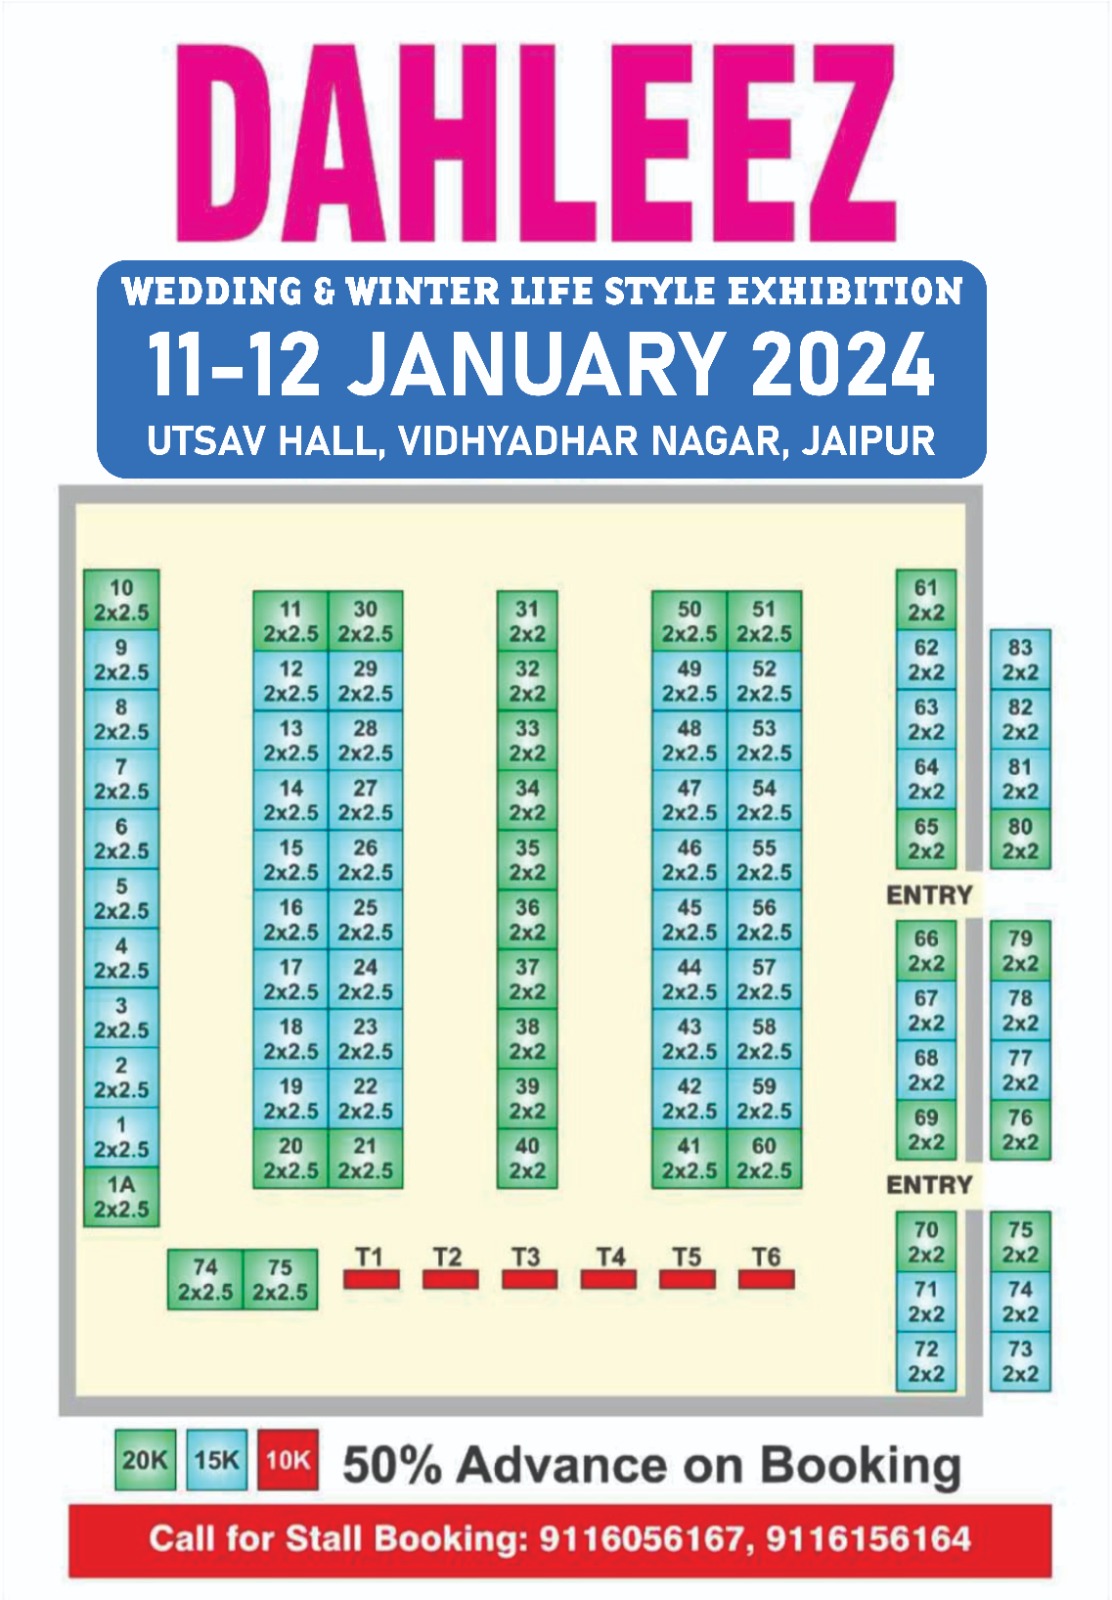 DAHLEEZ
WEDDING & WINTER LIFE STYLE EXHIBITION
11-12 JANUARY 2024
UTSAV HALL, VIDHYADHAR NAGAR, JAIPUR
10
2x2.5
9
2x2.5
8
2x2.5
7
2x2.5
6
2x2.5
5
2x2.5
4
2x2.5
3
2x2.5
2
2x2.5
1
2x2.5
1A
2x2.5
11 30
2x2.5 2x2.5
12 29
2x2.5 2x2.5
13 28
2x2.5 2x2.5
14 27
2x2.5 2x2.5
15 26
2x2.5 2x2.5
16 25
2x2.5 2x2.5
17 24
2x2.5 2x2.5
18 23
2x2.5 2x2.5
19 22
2x2.5 2x2.5
20 21
2x2.5 2x2.5
31
2x2
32
2x2
33
2x2
34
2x2
35
2x2
36
2x2
37
2x2
38
2x2
39
2x2
40
2x2
50 51
2x2.5 2x2.5
49 52
2x2.5 2x2.5
48 53
2x2.5 2x2.5
47 54
2x2.5 2x2.5
46 55
2x2.5 2x2.5
45 56
2x2.5 2x2.5
44 57
2x2.5 2x2.5
43 58
2x2.5 2x2.5
42 59
2x2.5 2x2.5
41 60
2x2.5 2x2.5
61
2x2
62 83
2x2 2x2
63 82
2x2 2x2
64 81
2x2 2x2
65 80
2x2 2x2
ENTRY
66 79
2x2 2x2
67 78
2x2 2x2
68 77
2x2 2x2
69 76
2x2 2x2
ENTRY
70 75
2x2 2x2
71 74
2x2 2x2
72 73
2x2 2x2
74 75
2x2.5 2x2.5
T1 T2 T3 T4 T5 T6
20K 15K 10K 50% Advance on Booking
Call for Stall Booking: 9116056167, 9116156164